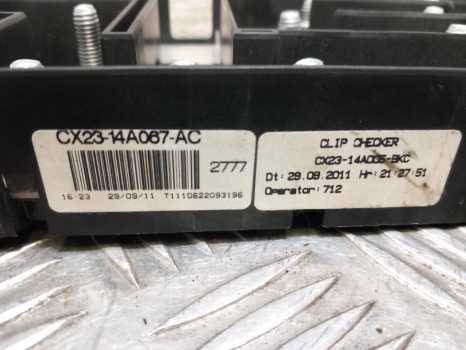 CX23-14A067-AC
2777
16:23 29/09/11 T1110622093196
CLIP CHECKER
CX23-14A005-BKC
Dt: 29.09.2011 Hr: 21:27:51
Operator: 712